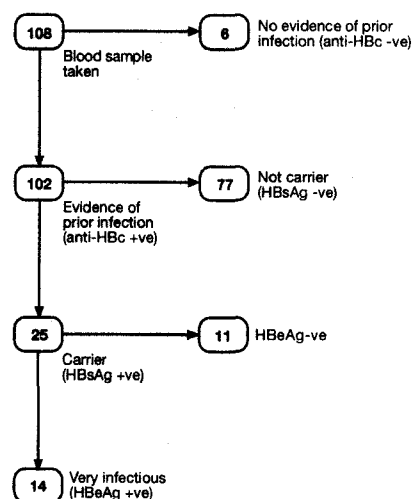 108
6
No evidence of prior
infection (anti-HBc -ve)
Blood sample
taken
102
77
Not carrier
(HBsAg -ve)
Evidence of
prior infection
(anti-HBc +ve)
25
11
HBeAg-ve
Carrier
(HBsAg +ve)
14
Very infectious
(HBeAg +ve)